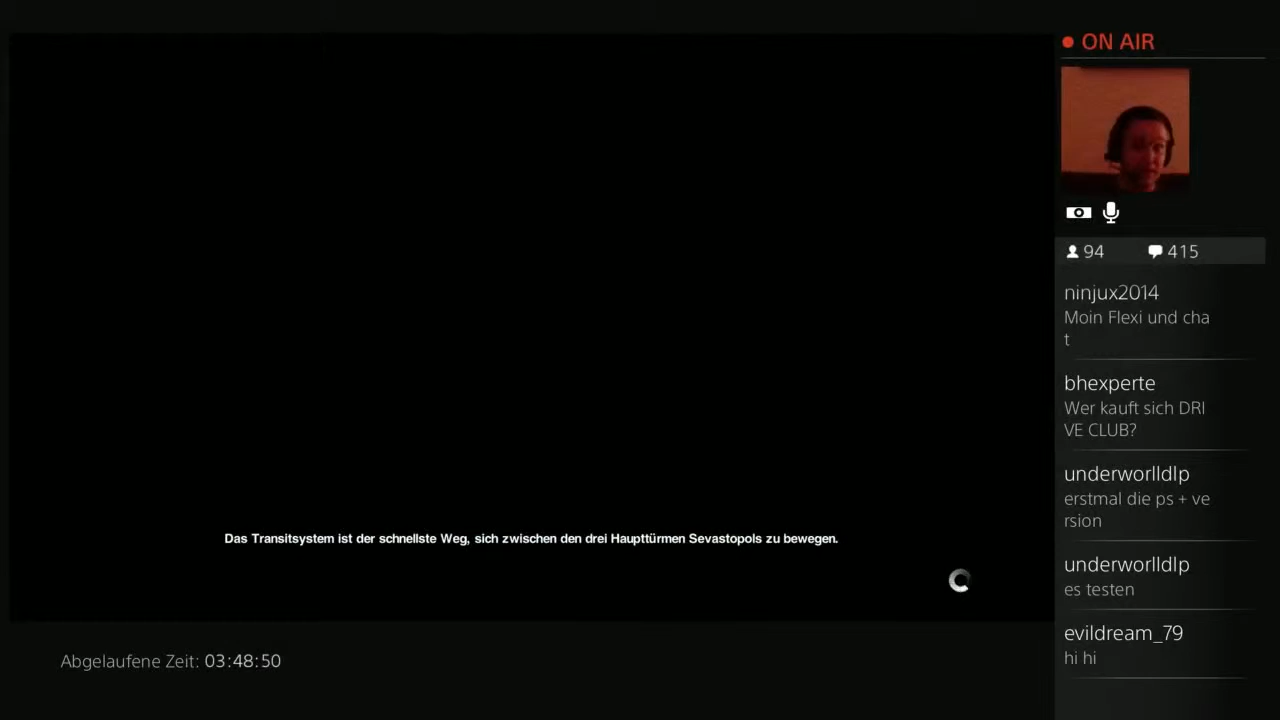 ON AIR
94 415
ninjux2014
Moin Flexi und cha
t
bhexperte
Wer kauft sich DRI
VE CLUB?
underworlldlp
erstmal die ps + ve
rsion
underworlldlp
es testen
evildream_79
hi hi
Das Transitsystem ist der schnellste Weg, sich zwischen den drei Haupttürmen Sevastopols zu bewegen.
Abgelaufene Zeit: 03:48:50